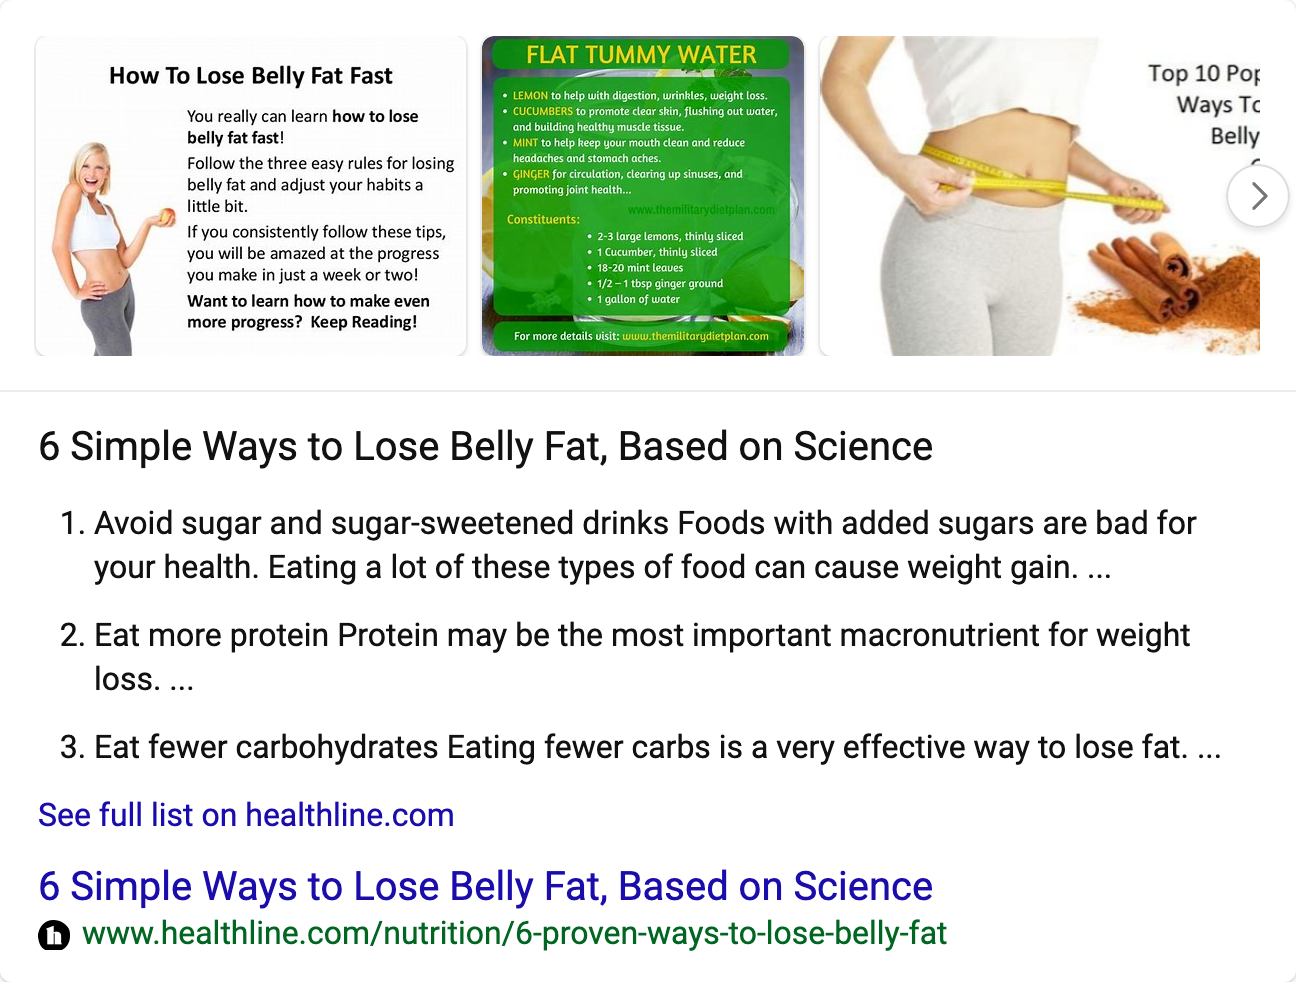 How To Lose Belly Fat Fast
You really can learn how to lose
belly fat fast!
Follow the three easy rules for losing
belly fat and adjust your habits a
little bit.
If you consistently follow these tips,
you will be amazed at the progress
you make in just a week or two!
Want to learn how to make even
more progress? Keep Reading!
FLAT TUMMY WATER
• LEMON to help with digestion, wrinkles, weight loss.
• CUCUMBERS to promote clear skin, flushing out water,
and building healthy muscle tissue.
• MINT to help keep your mouth clean and reduce
headaches and stomach aches.
• GINGER for circulation, clearing up sinuses, and
promoting joint health...
www.themilitarydietplan.com
Constituents:
• 2-3 large lemons, thinly sliced
• 1 Cucumber, thinly sliced
• 18-20 mint leaves
• 1/2 – 1 tbsp ginger ground
• 1 gallon of water
For more details visit: www.themilitarydietplan.com
Top 10 Pop
Ways To
Belly
6 Simple Ways to Lose Belly Fat, Based on Science
1. Avoid sugar and sugar-sweetened drinks Foods with added sugars are bad for
your health. Eating a lot of these types of food can cause weight gain. ...
2. Eat more protein Protein may be the most important macronutrient for weight
loss. ...
3. Eat fewer carbohydrates Eating fewer carbs is a very effective way to lose fat. ...
See full list on healthline.com
6 Simple Ways to Lose Belly Fat, Based on Science
h www.healthline.com/nutrition/6-proven-ways-to-lose-belly-fat